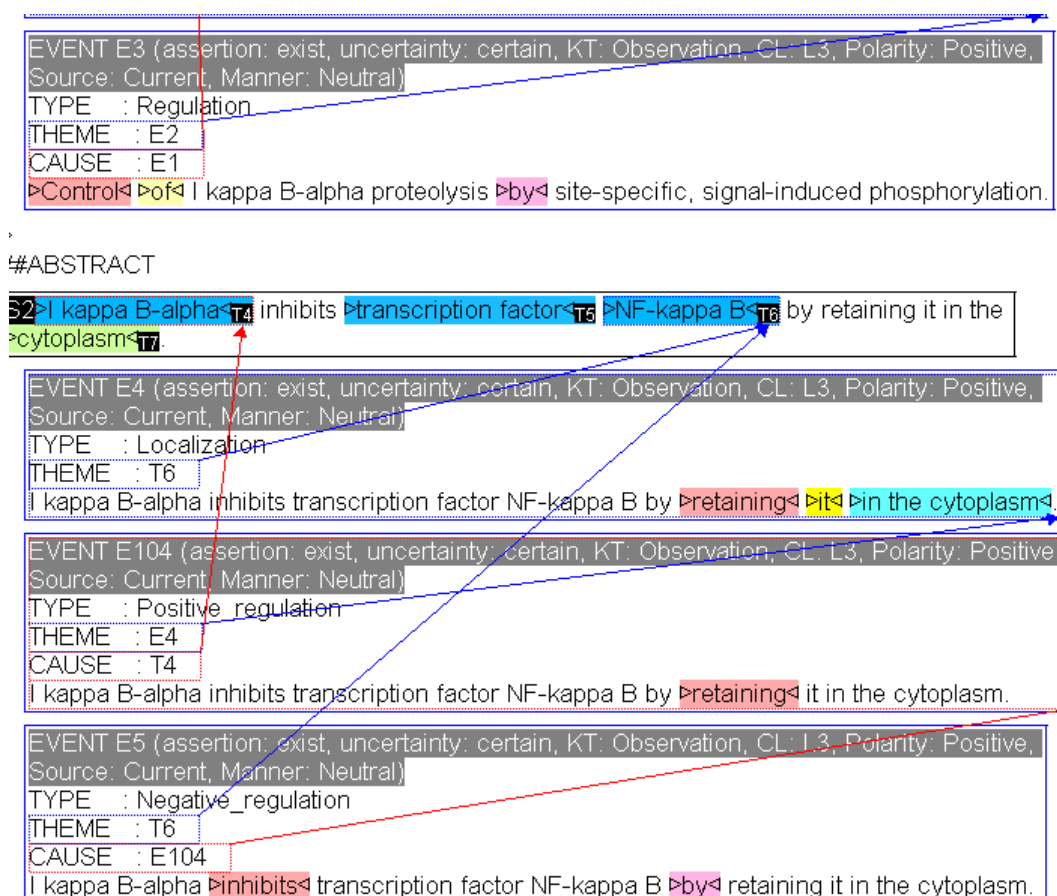 EVENT E3 (assertion: exist, uncertainty: certain, KT: Observation, CL: L3, Polarity: Positive,
Source: Current, Manner: Neutral)
TYPE : Regulation
THEME : E2
CAUSE : E1
Control of I kappa B-alpha proteolysis by site-specific, signal-induced phosphorylation.
##ABSTRACT
S2 I kappa B-alpha T4 inhibits transcription factor T5 NF-kappa B T6 by retaining it in the
cytoplasm T7.
EVENT E4 (assertion: exist, uncertainty: certain, KT: Observation, CL: L3, Polarity: Positive,
Source: Current, Manner: Neutral)
TYPE : Localization
THEME : T6
I kappa B-alpha inhibits transcription factor NF-kappa B by retaining it in the cytoplasm.
EVENT E104 (assertion: exist, uncertainty: certain, KT: Observation, CL: L3, Polarity: Positive
Source: Current, Manner: Neutral)
TYPE : Positive_regulation
THEME : E4
CAUSE : T4
I kappa B-alpha inhibits transcription factor NF-kappa B by retaining it in the cytoplasm.
EVENT E5 (assertion: exist, uncertainty: certain, KT: Observation, CL: L3, Polarity: Positive,
Source: Current, Manner: Neutral)
TYPE : Negative_regulation
THEME : T6
CAUSE : E104
I kappa B-alpha inhibits transcription factor NF-kappa B by retaining it in the cytoplasm.